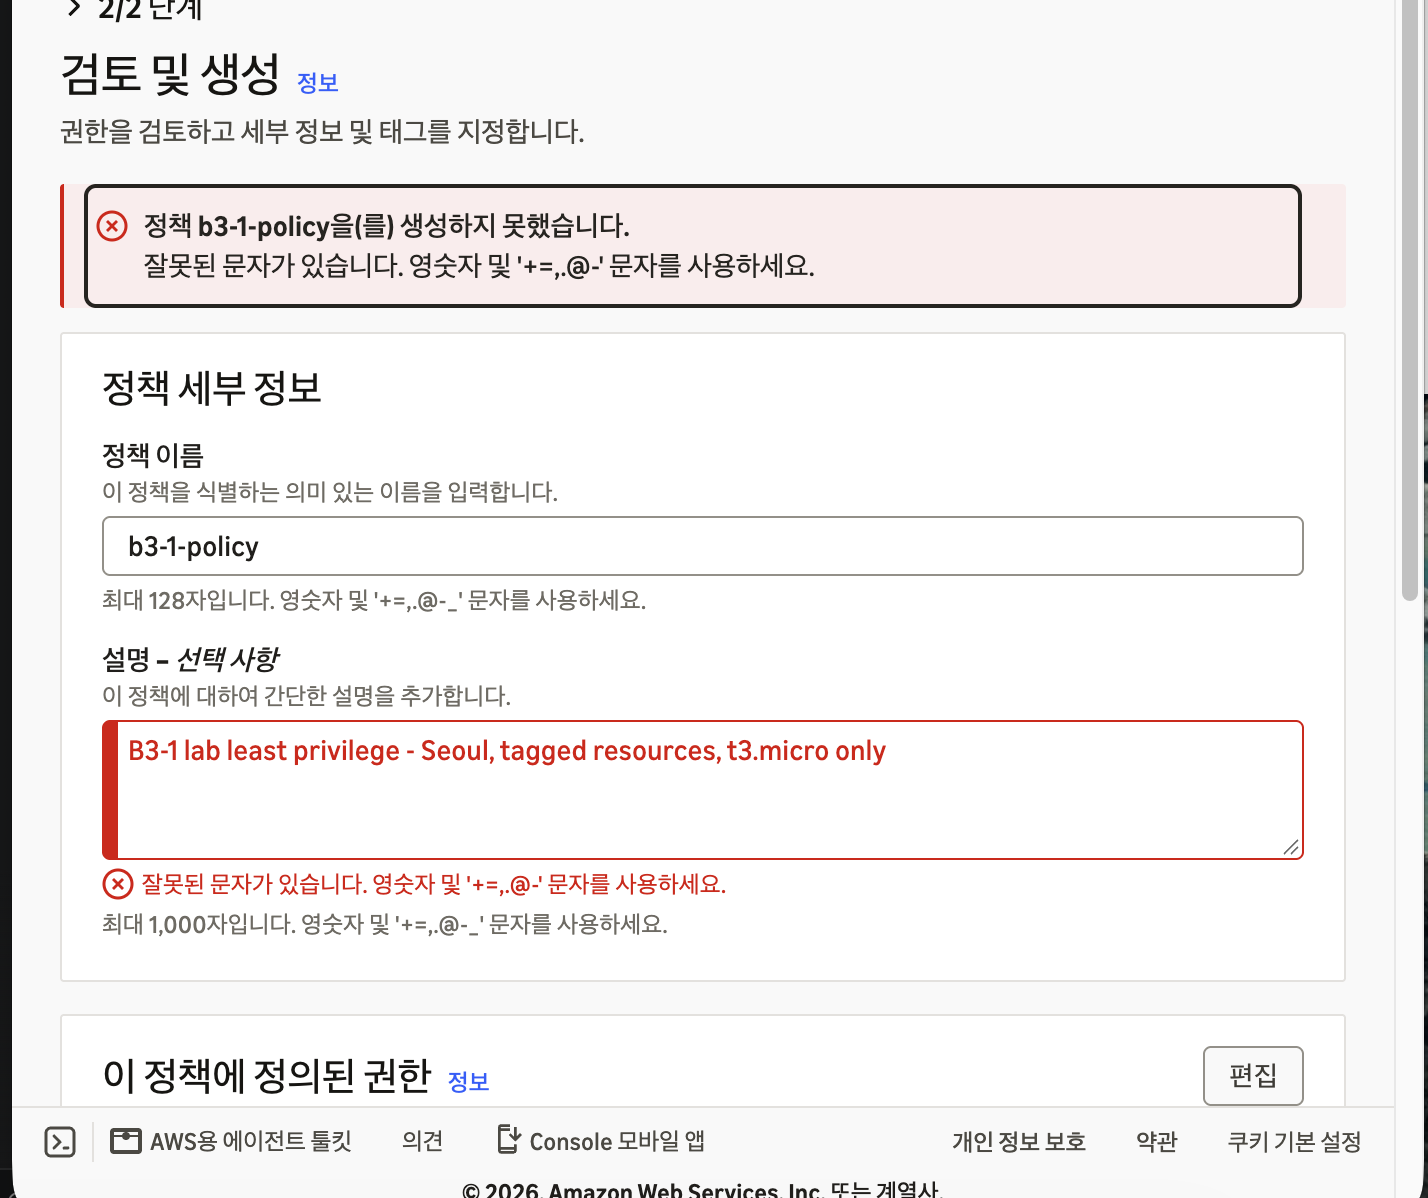 2/2 단계
검토 및 생성 정보
권한을 검토하고 세부 정보 및 태그를 지정합니다.
정책 b3-1-policy을(를) 생성하지 못했습니다.
잘못된 문자가 있습니다. 영숫자 및 '+=,.@-' 문자를 사용하세요.
정책 세부 정보
정책 이름
이 정책을 식별하는 의미 있는 이름을 입력합니다.
b3-1-policy
최대 128자입니다. 영숫자 및 '+=,.@-_' 문자를 사용하세요.
설명 – 선택 사항
이 정책에 대하여 간단한 설명을 추가합니다.
B3-1 lab least privilege - Seoul, tagged resources, t3.micro only
잘못된 문자가 있습니다. 영숫자 및 '+=,.@-' 문자를 사용하세요.
최대 1,000자입니다. 영숫자 및 '+=,.@-_' 문자를 사용하세요.
이 정책에 정의된 권한 정보
편집
AWS용 에이전트 툴킷 의견 Console 모바일 앱 개인 정보 보호 약관 쿠키 기본 설정
© 2026, Amazon Web Services, Inc. 또는 계열사.